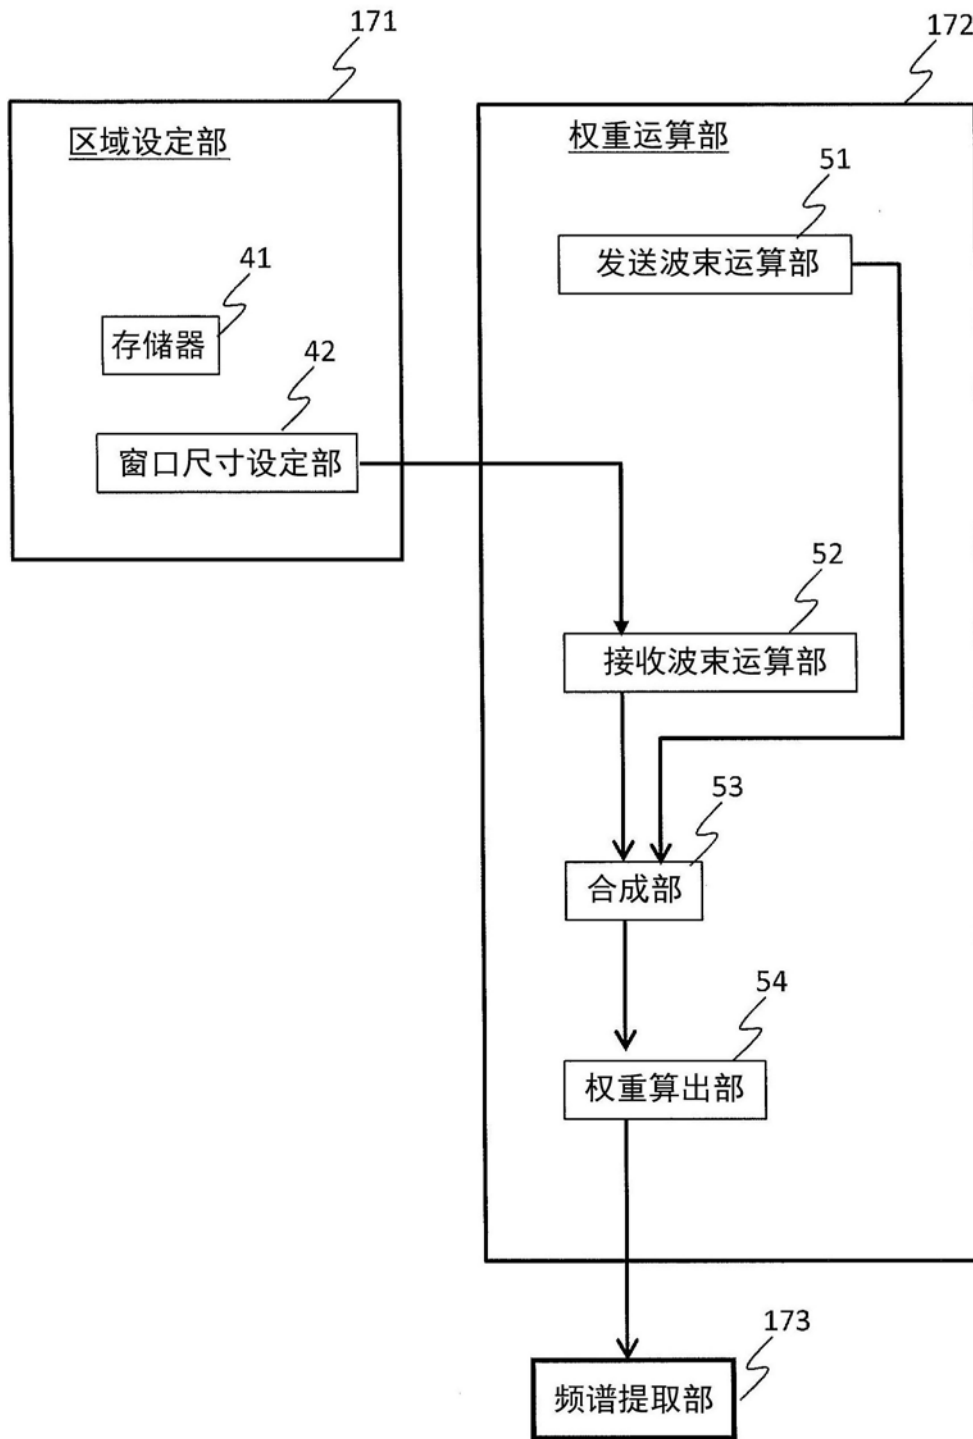 171
172
区域设定部
权重运算部
51
发送波束运算部
41
存储器
42
窗口尺寸设定部
52
接收波束运算部
53
合成部
54
权重算出部
173
频谱提取部